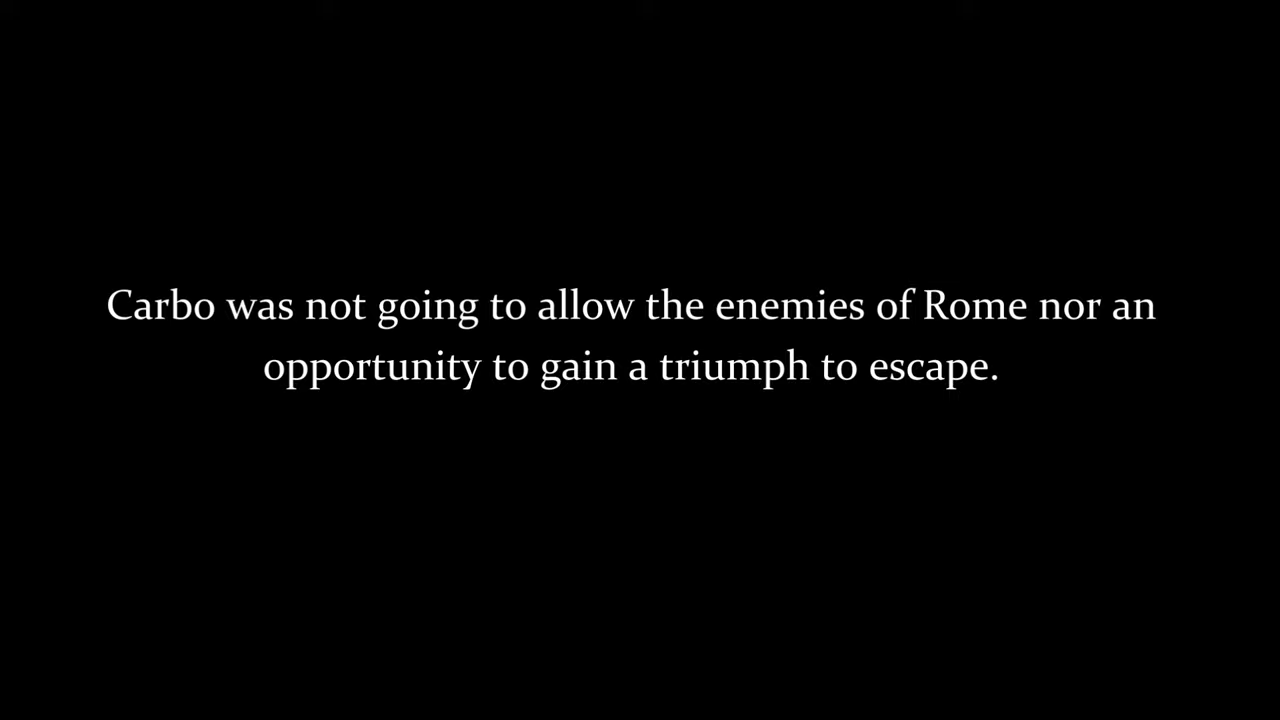 Carbo was not going to allow the enemies of Rome nor an
opportunity to gain a triumph to escape.